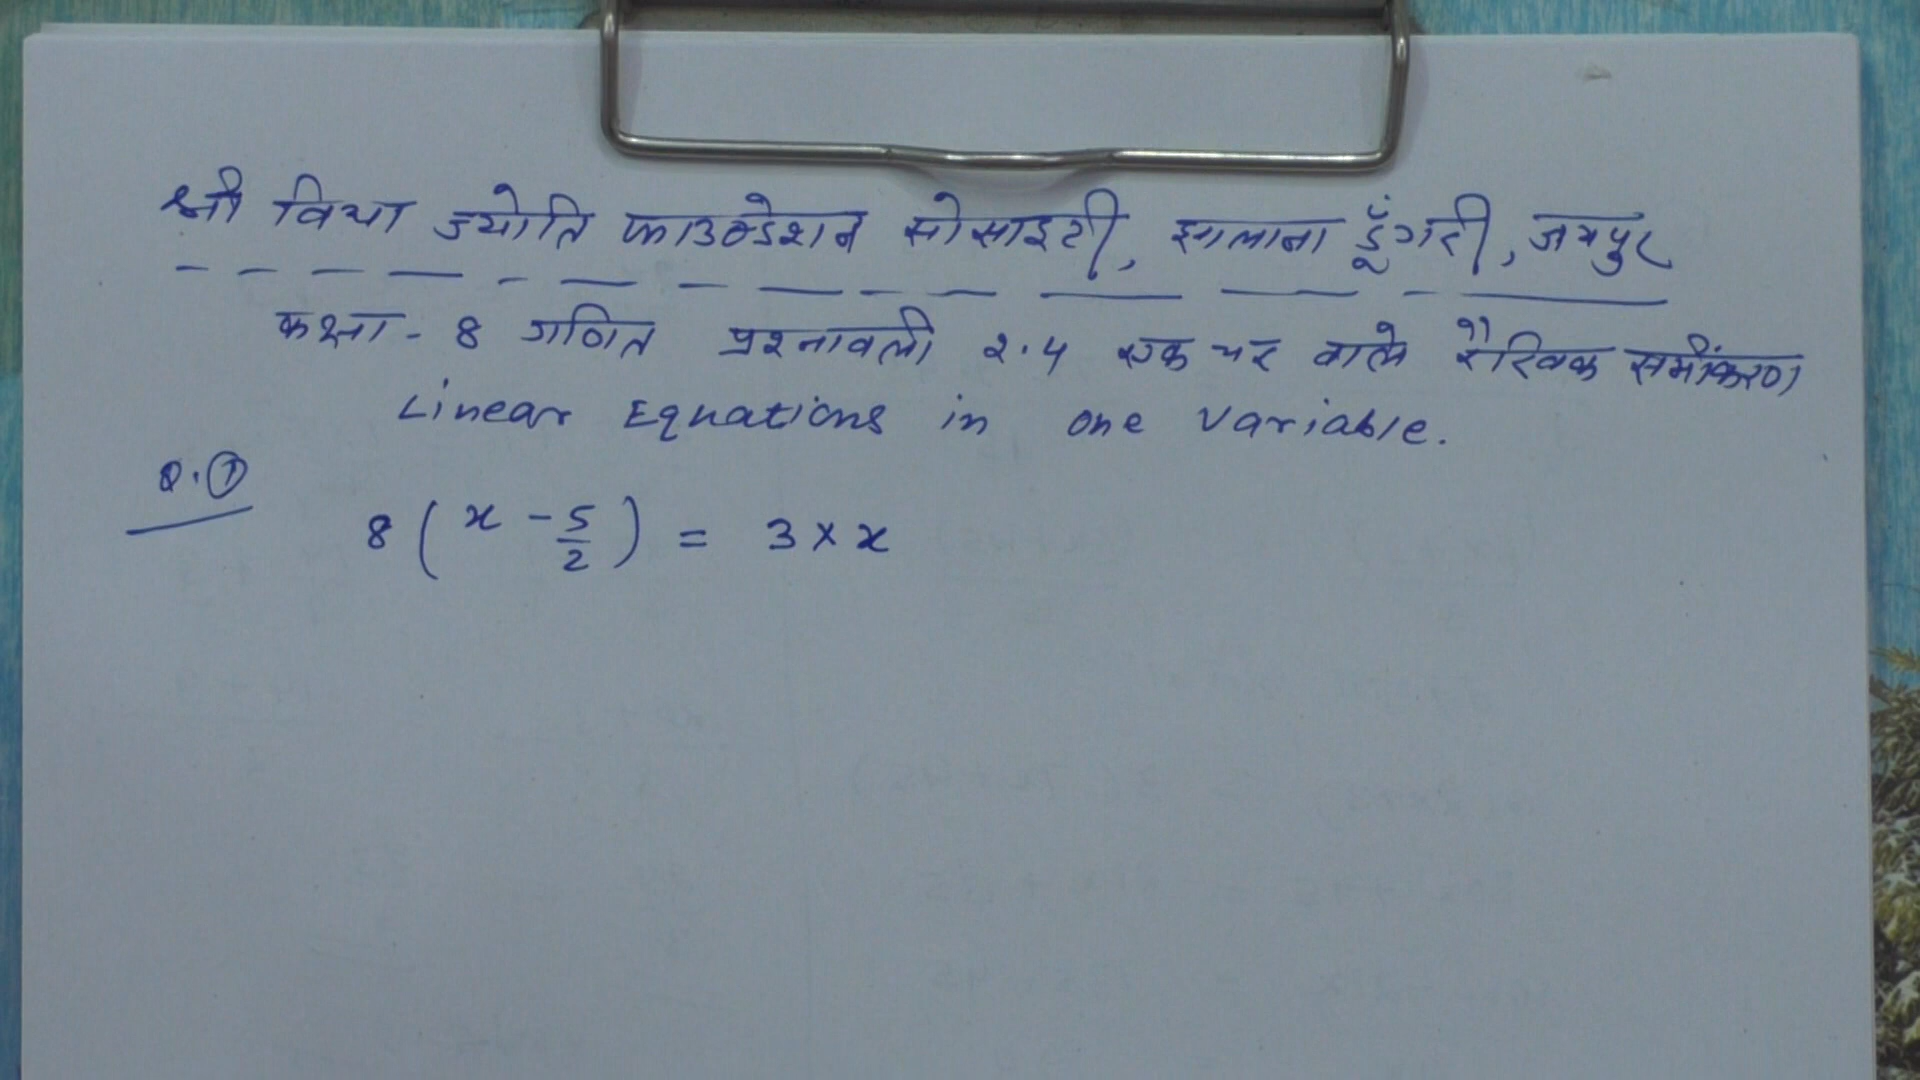 श्री विद्या ज्योति फाउण्डेशन सोसाइटी, झालाना डूँगरी, जयपुर
कक्षा - 8 गणित प्रश्नावली 2.4 एक चर वाले रैखिक समीकरण
Linear Equations in one variable.
Q.①
8 ( x - 5/2 ) = 3 × x